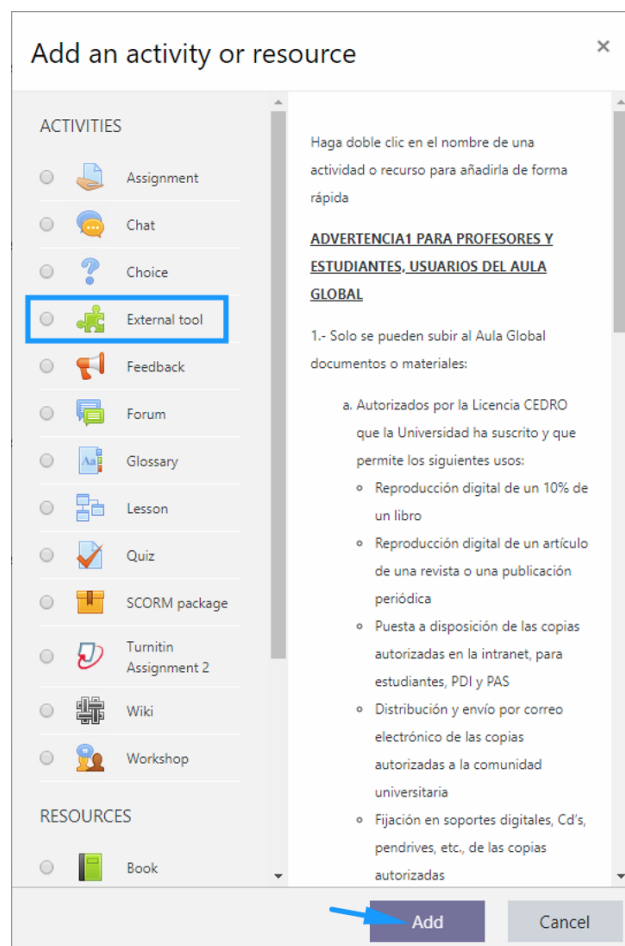 Add an activity or resource
×
ACTIVITIES
Assignment
Chat
Choice
External tool
Feedback
Forum
Aa
Glossary
Lesson
Quiz
SCORM package
Turnitin
Assignment 2
Wiki
Workshop
RESOURCES
Book
Haga doble clic en el nombre de una
actividad o recurso para añadirla de forma
rápida
ADVERTENCIA1 PARA PROFESORES Y
ESTUDIANTES, USUARIOS DEL AULA
GLOBAL
1.- Solo se pueden subir al Aula Global
documentos o materiales:
a. Autorizados por la Licencia CEDRO
que la Universidad ha suscrito y que
permite los siguientes usos:
Reproducción digital de un 10% de
un libro
Reproducción digital de un artículo
de una revista o una publicación
periódica
Puesta a disposición de las copias
autorizadas en la intranet, para
estudiantes, PDI y PAS
Distribución y envío por correo
electrónico de las copias
autorizadas a la comunidad
universitaria
Fijación en soportes digitales, Cd's,
pendrives, etc., de las copias
autorizadas
Add
Cancel